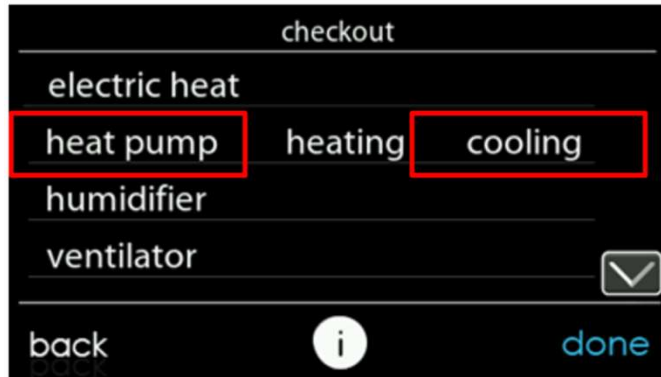 checkout
electric heat
heat pump heating cooling
humidifier
ventilator
back i done